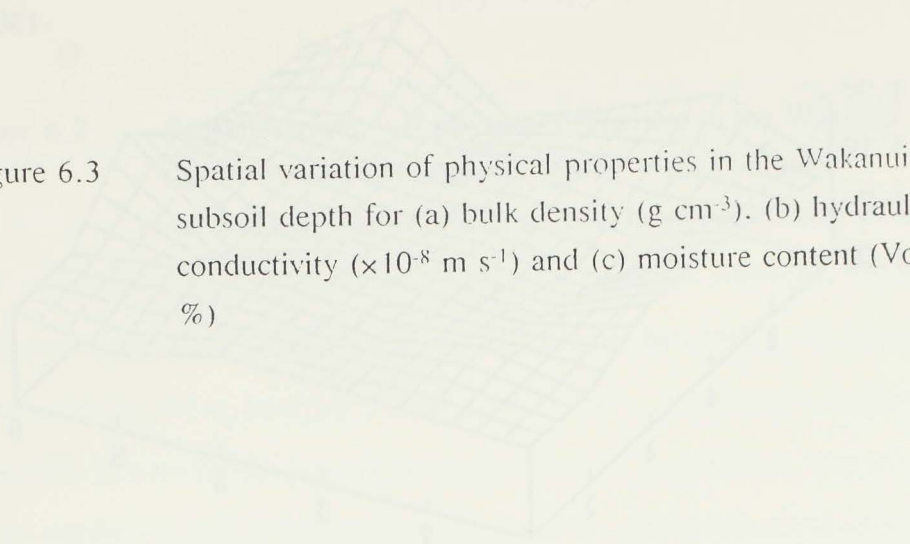 ure 6.3 Spatial variation of physical properties in the Wakanui
subsoil depth for (a) bulk density (g cm⁻³). (b) hydraul
conductivity (×10⁻⁸ m s⁻¹) and (c) moisture content (Vo
%)